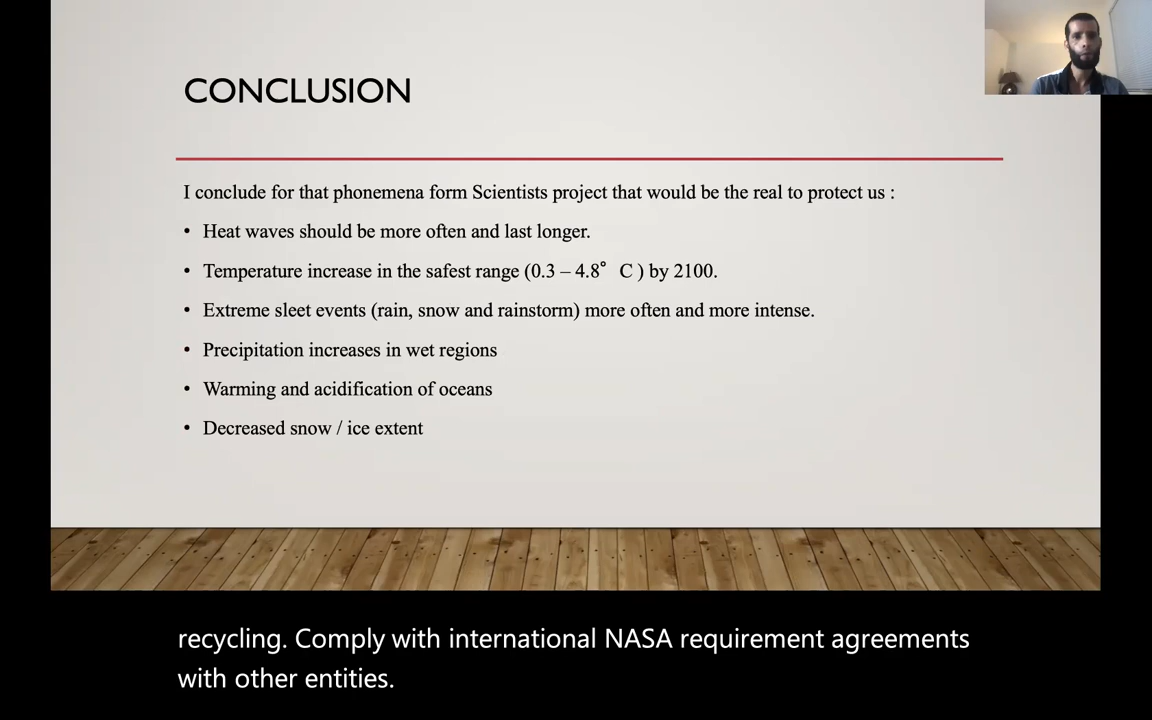 CONCLUSION
I conclude for that phonemena form Scientists project that would be the real to protect us :
• Heat waves should be more often and last longer.
• Temperature increase in the safest range (0.3 – 4.8° C ) by 2100.
• Extreme sleet events (rain, snow and rainstorm) more often and more intense.
• Precipitation increases in wet regions
• Warming and acidification of oceans
• Decreased snow / ice extent
recycling. Comply with international NASA requirement agreements
with other entities.